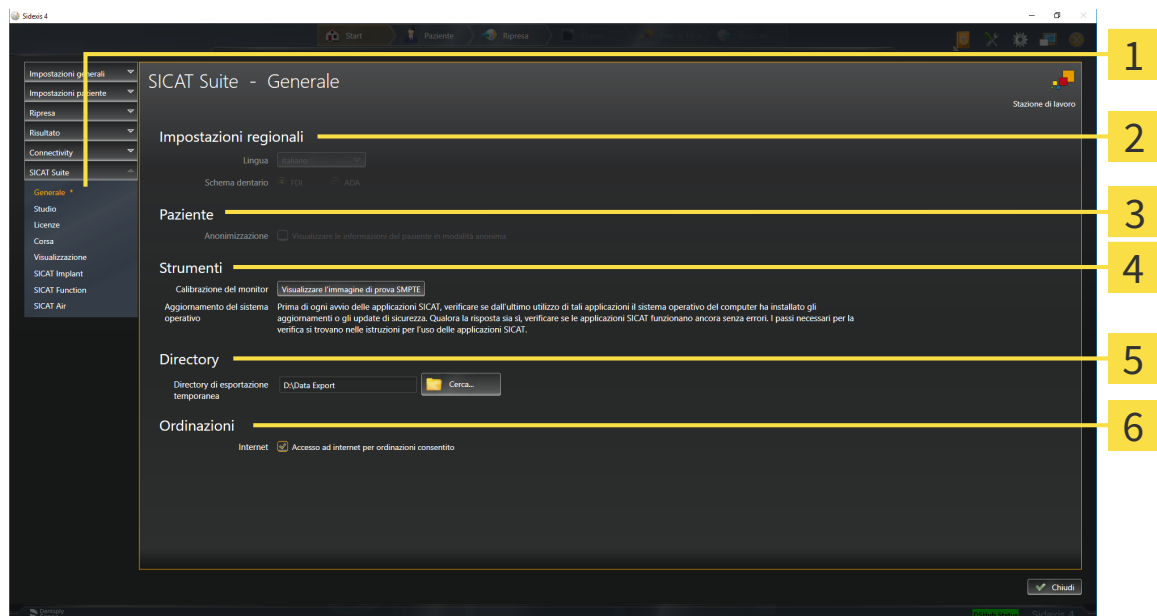 Sidexis 4
Start
Paziente
Ripresa
1
Impostazioni generali
Impostazioni paziente
Ripresa
Risultato
Connectivity
SICAT Suite
Generale *
Studio
Licenze
Corsa
Visualizzazione
SICAT Implant
SICAT Function
SICAT Air
SICAT Suite - Generale
Stazione di lavoro
Impostazioni regionali
2
Lingua Italiano
Schema dentario FDI ADA
Paziente
3
Anonimizzazione Visualizzare le informazioni del paziente in modalità anonima
Strumenti
4
Calibrazione del monitor Visualizzare l'immagine di prova SMPTE
Aggiornamento del sistema operativo
Prima di ogni avvio delle applicazioni SICAT, verificare se dall'ultimo utilizzo di tali applicazioni il sistema operativo del computer ha installato gli
aggiornamenti o gli update di sicurezza. Qualora la risposta sia sì, verificare se le applicazioni SICAT funzionano ancora senza errori. I passi necessari per la
verifica si trovano nelle istruzioni per l'uso delle applicazioni SICAT.
Directory
5
Directory di esportazione temporanea
D:\Data Export
Cerca...
Ordinazioni
6
Internet Accesso ad internet per ordinazioni consentito
Chiudi
Dentsply
Sidexis 4